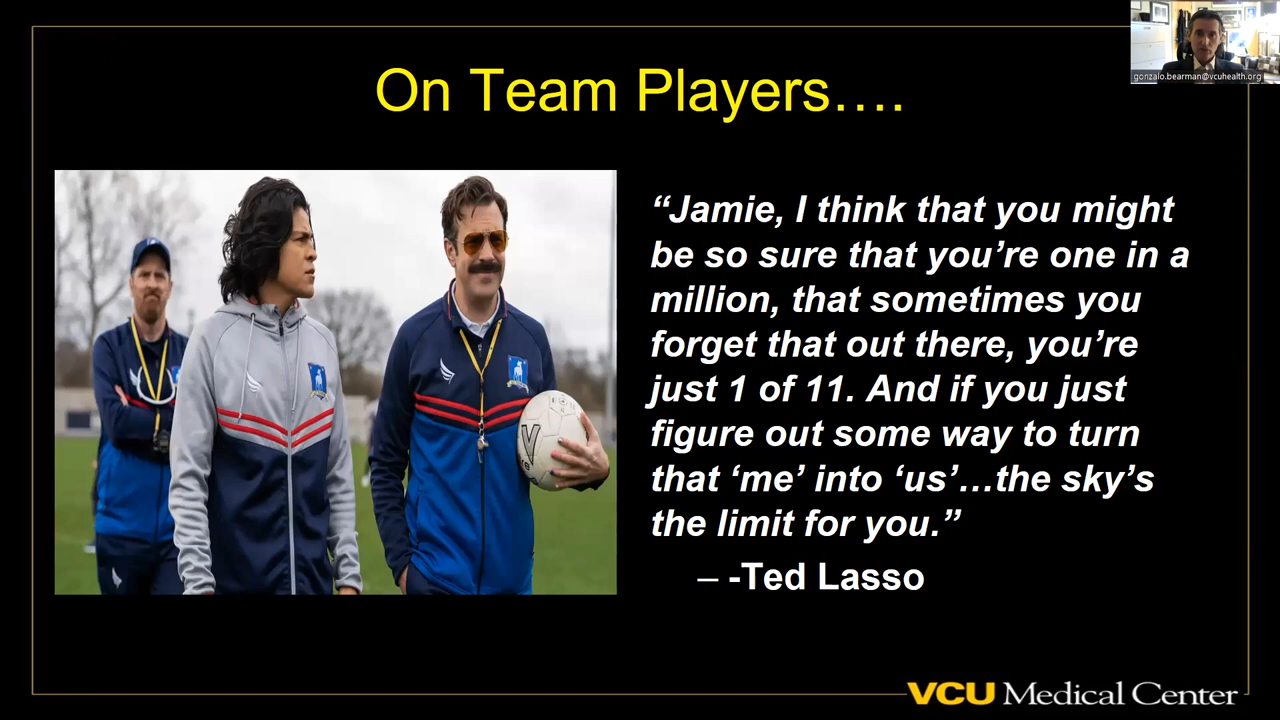 gonzalo.bearman@vcuhealth.org
On Team Players….
“Jamie, I think that you might
be so sure that you’re one in a
million, that sometimes you
forget that out there, you’re
just 1 of 11. And if you just
figure out some way to turn
that ‘me’ into ‘us’…the sky’s
the limit for you.”
– -Ted Lasso
VCU Medical Center